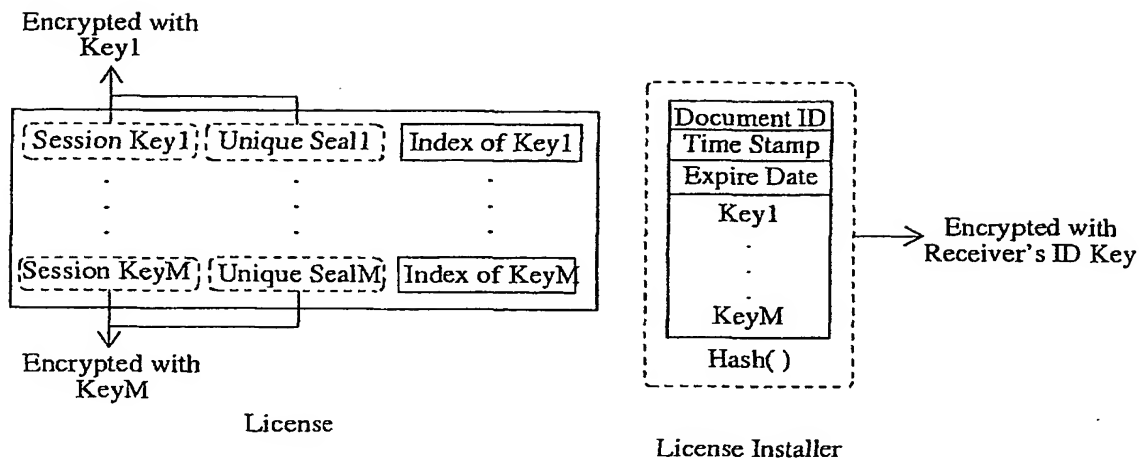 Encrypted with
Key1
Session Key1 Unique Seal1 Index of Key1
Session KeyM Unique SealM Index of KeyM
Encrypted with
KeyM
License
Document ID
Time Stamp
Expire Date
Key1
KeyM
Hash( )
Encrypted with
Receiver's ID Key
License Installer